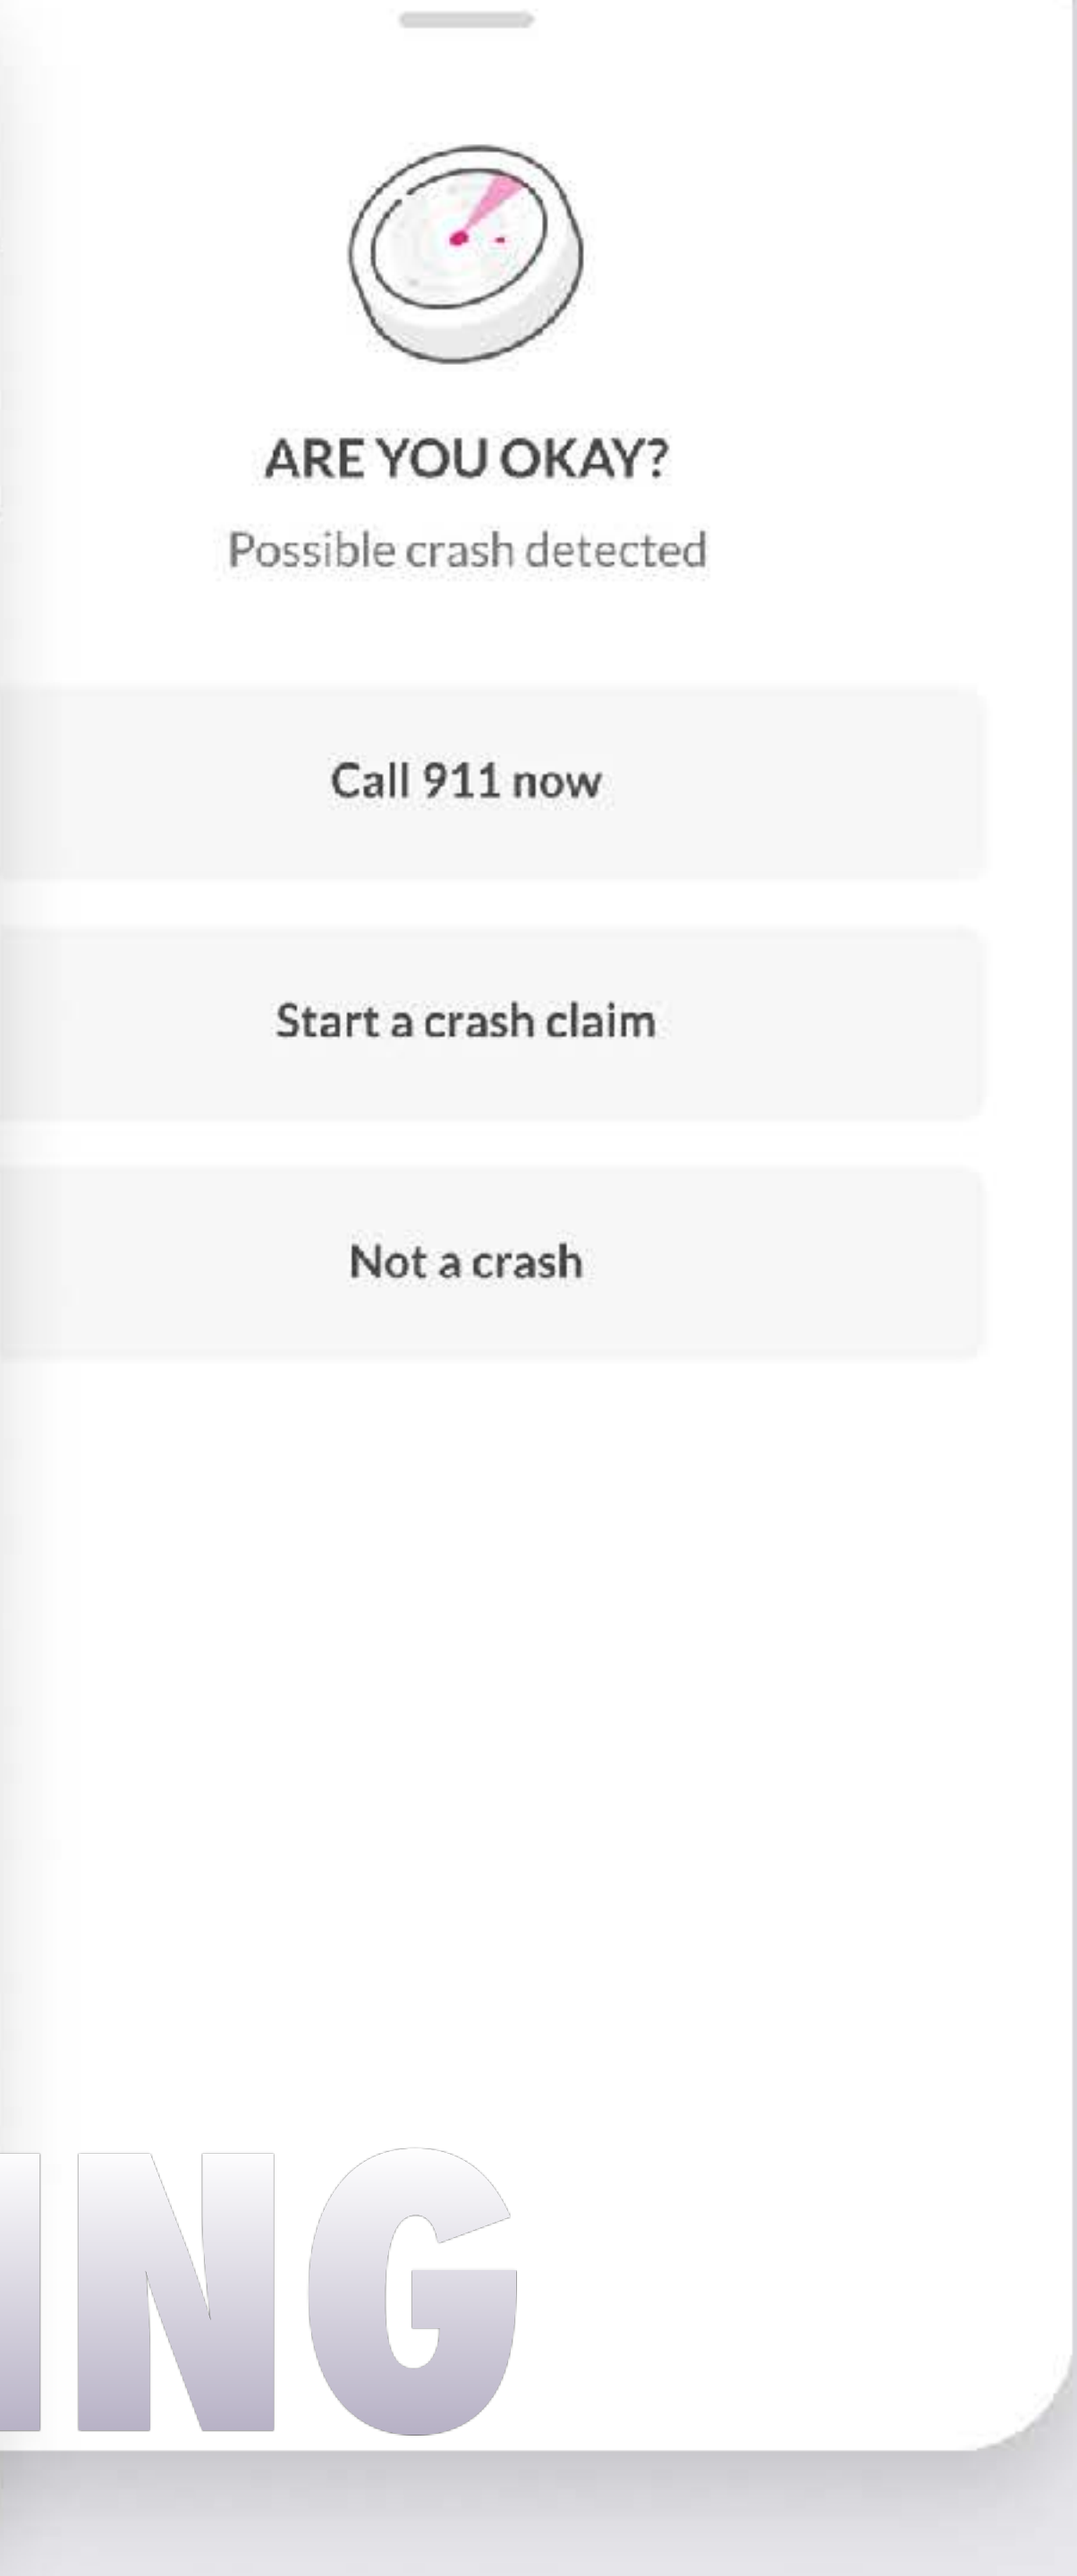 ARE YOU OKAY?
Possible crash detected
Call 911 now
Start a crash claim
Not a crash
ING